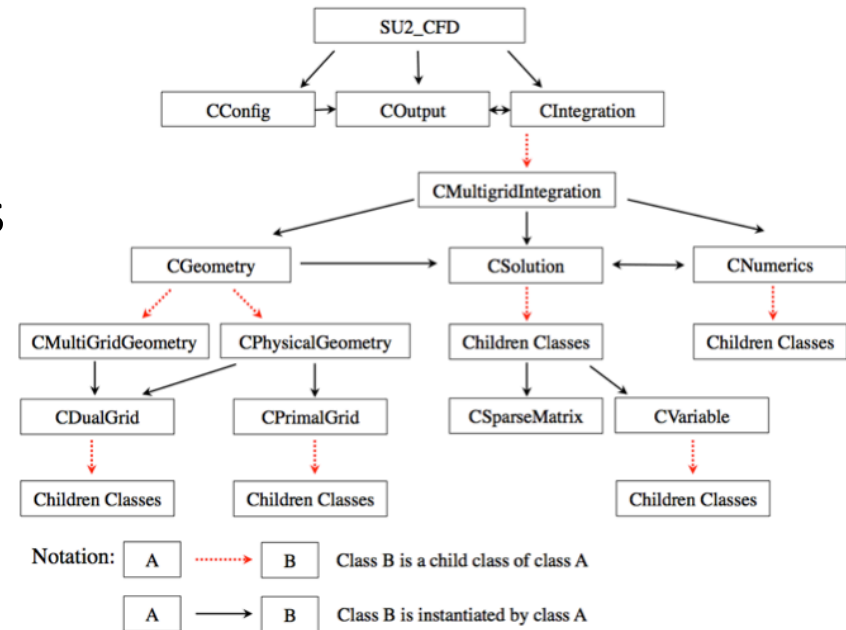 SU2_CFD
CConfig COutput CIntegration
s
CMultigridIntegration
CGeometry CSolution CNumerics
CMultiGridGeometry CPhysicalGeometry Children Classes Children Classes
CDualGrid CPrimalGrid CSparseMatrix CVariable
Children Classes Children Classes Children Classes
Notation: A B Class B is a child class of class A
A B Class B is instantiated by class A